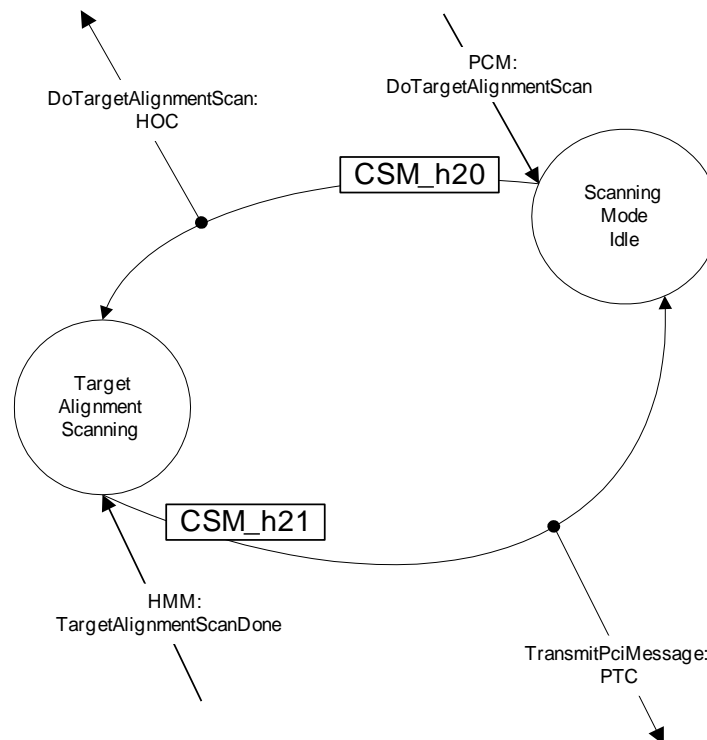 PCM:
DoTargetAlignmentScan
DoTargetAlignmentScan:
HOC
CSM_h20
Scanning
Mode
Idle
Target
Alignment
Scanning
CSM_h21
HMM:
TargetAlignmentScanDone
TransmitPciMessage:
PTC